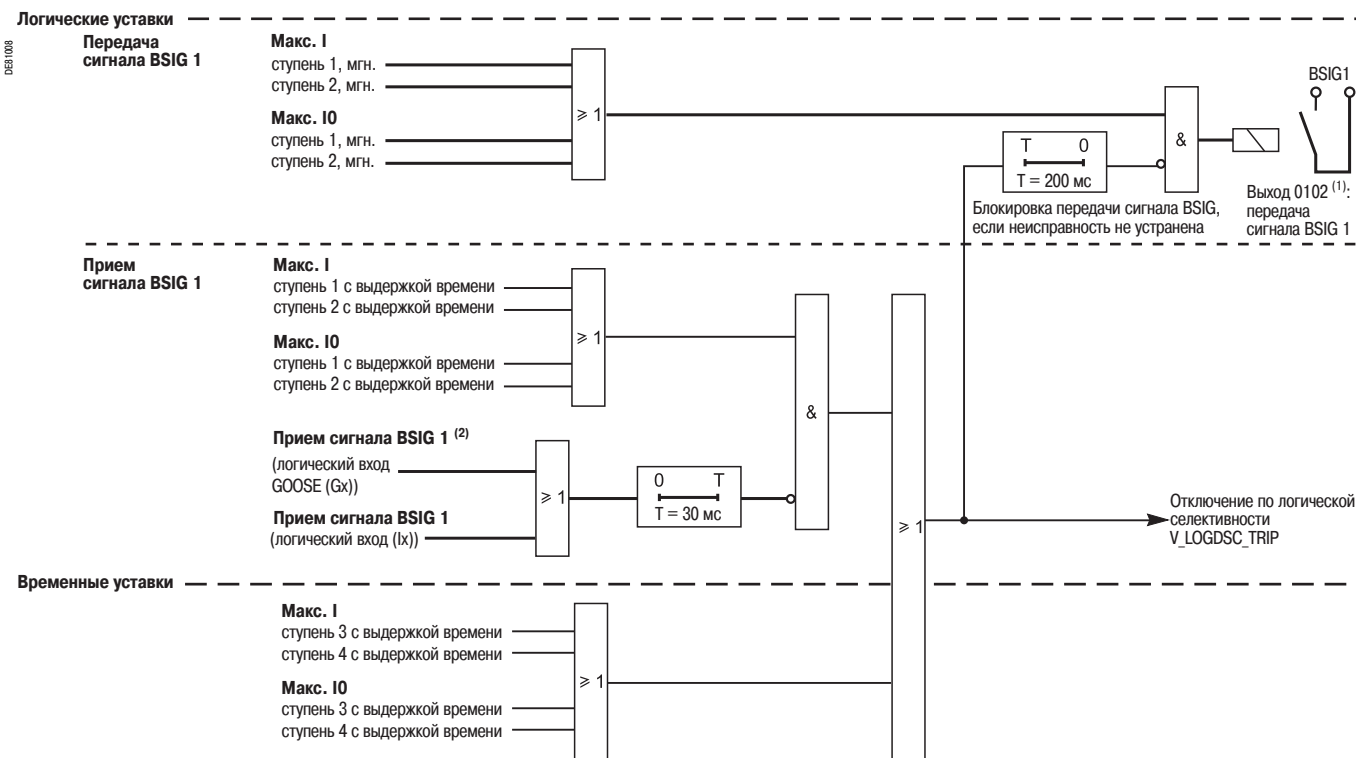 Логические уставки
DE81008
Передача
сигнала BSIG 1
Макс. I
ступень 1, мгн.
ступень 2, мгн.
Макс. I0
ступень 1, мгн.
ступень 2, мгн.
⩾ 1
T 0
T = 200 мс
&
BSIG1
Блокировка передачи сигнала BSIG,
если неисправность не устранена
Выход 0102 (1):
передача
сигнала BSIG 1
Прием
сигнала BSIG 1
Макс. I
ступень 1 с выдержкой времени
ступень 2 с выдержкой времени
Макс. I0
ступень 1 с выдержкой времени
ступень 2 с выдержкой времени
⩾ 1
&
Прием сигнала BSIG 1 (2)
(логический вход
GOOSE (Gx))
Прием сигнала BSIG 1
(логический вход (Ix))
⩾ 1
0 T
T = 30 мс
⩾ 1
Отключение по логической
селективности
V_LOGDSC_TRIP
Временные уставки
Макс. I
ступень 3 с выдержкой времени
ступень 4 с выдержкой времени
Макс. I0
ступень 3 с выдержкой времени
ступень 4 с выдержкой времени
⩾ 1